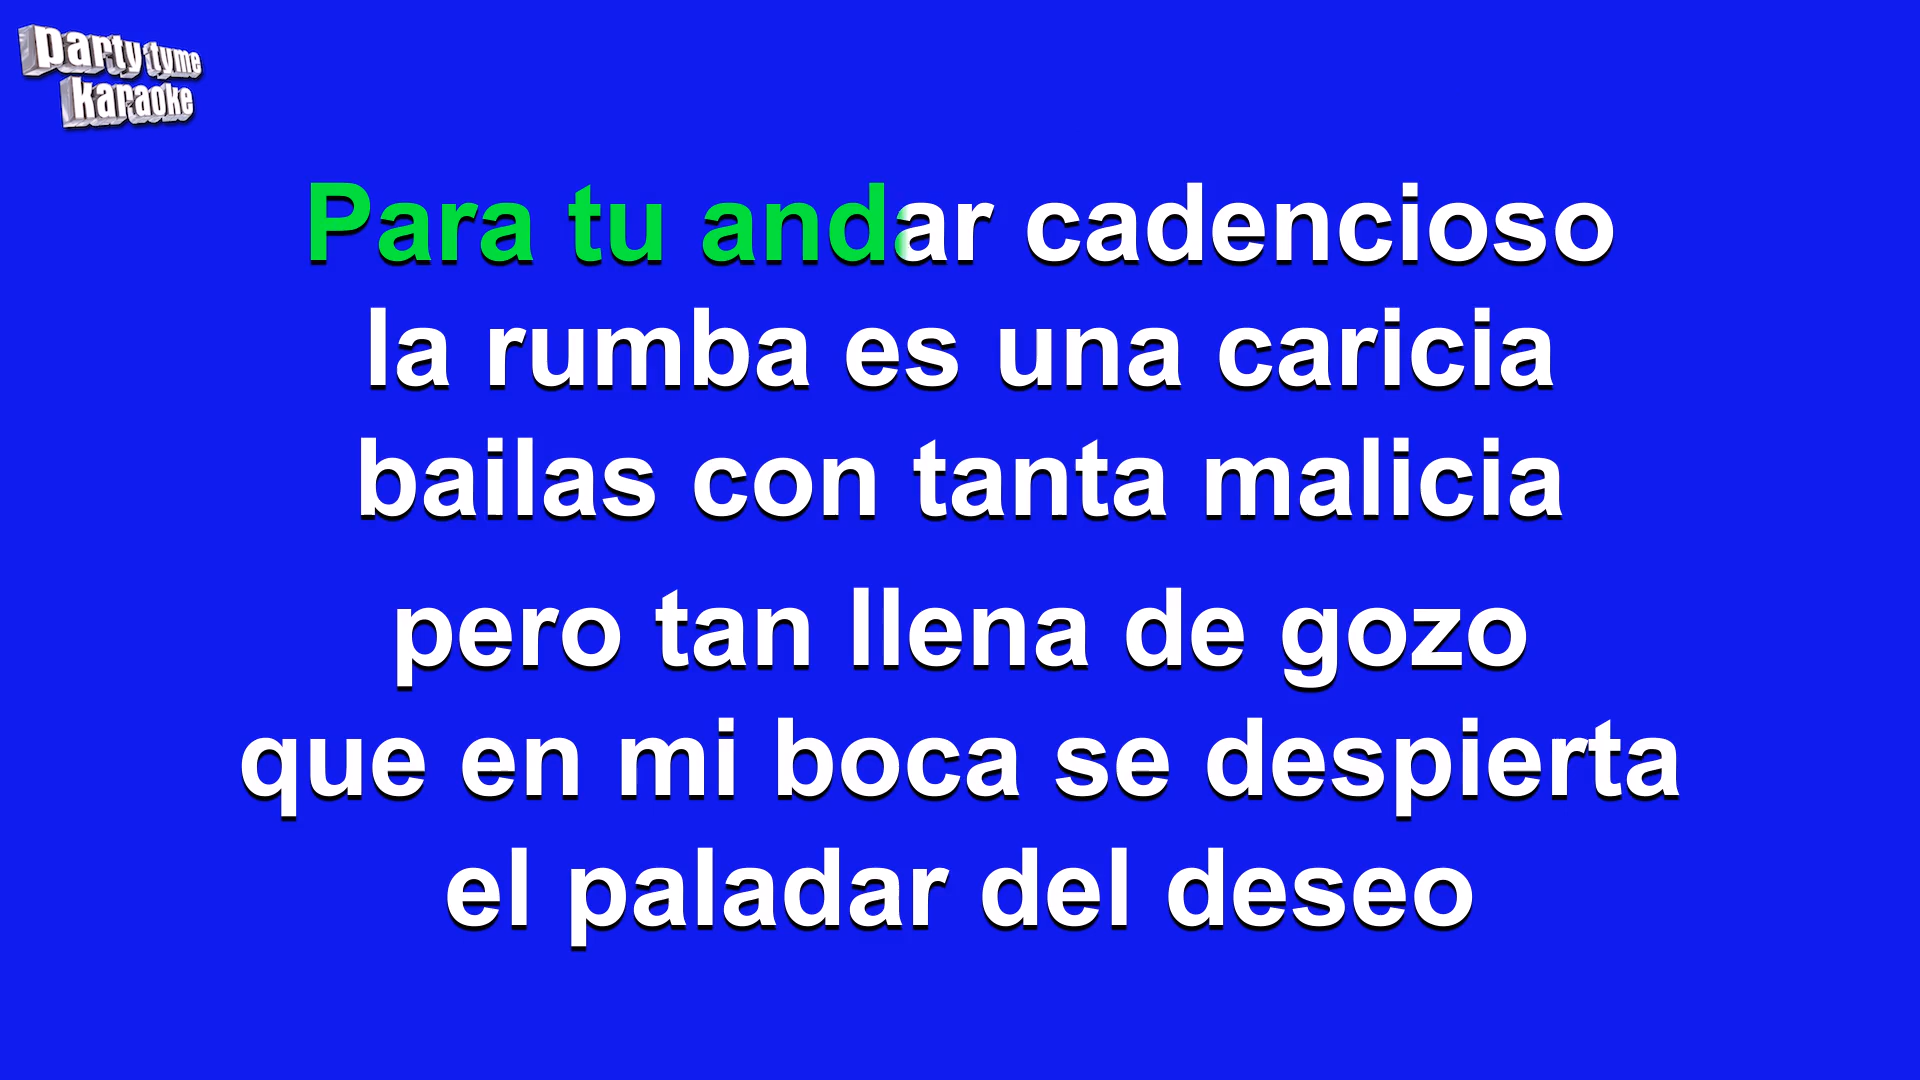 party tyme
karaoke
Para tu andar cadencioso
la rumba es una caricia
bailas con tanta malicia
pero tan llena de gozo
que en mi boca se despierta
el paladar del deseo